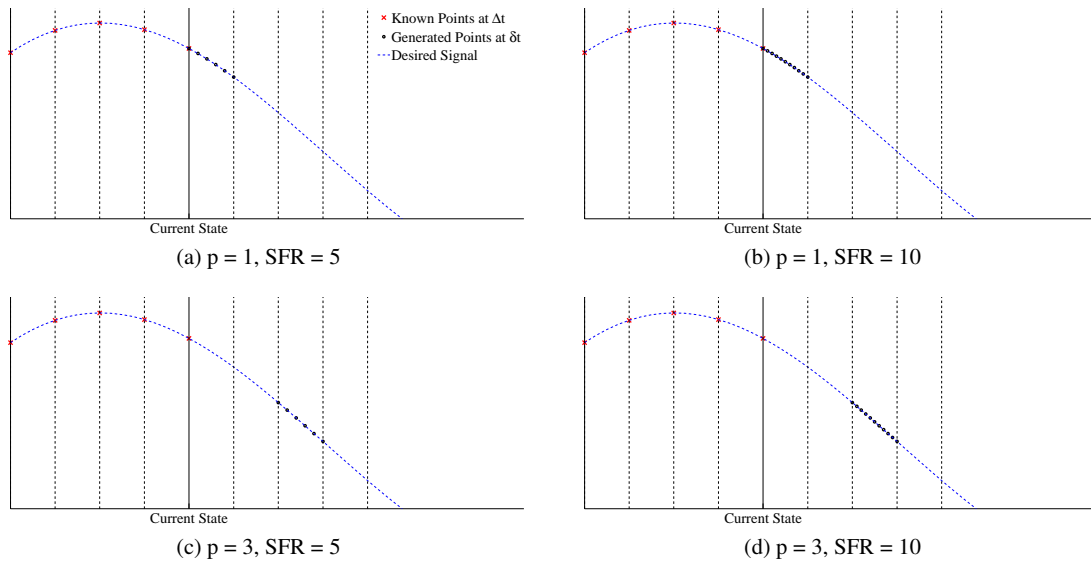 Known Points at Δt
Generated Points at δt
Desired Signal
Current State
(a) p = 1, SFR = 5
Current State
(b) p = 1, SFR = 10
Current State
(c) p = 3, SFR = 5
Current State
(d) p = 3, SFR = 10